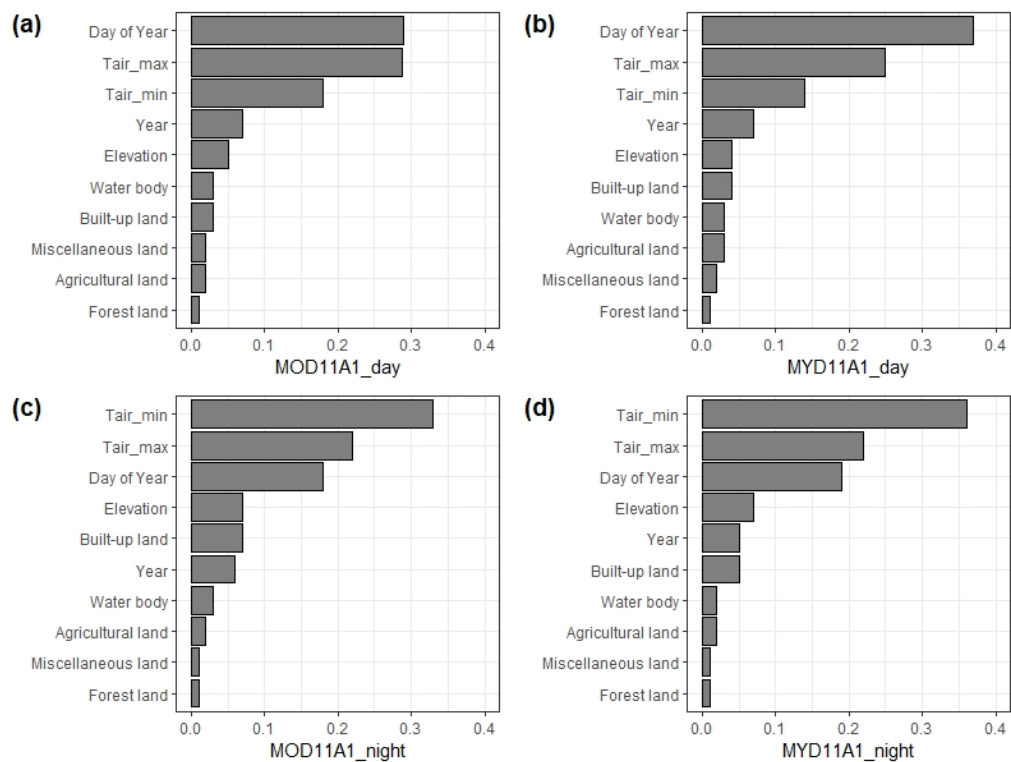 (a)
Day of Year
Tair_max
Tair_min
Year
Elevation
Water body
Built-up land
Miscellaneous land
Agricultural land
Forest land
0.0 0.1 0.2 0.3 0.4
MOD11A1_day
(b)
Day of Year
Tair_max
Tair_min
Year
Elevation
Built-up land
Water body
Agricultural land
Miscellaneous land
Forest land
0.0 0.1 0.2 0.3 0.4
MYD11A1_day
(c)
Tair_min
Tair_max
Day of Year
Elevation
Built-up land
Year
Water body
Agricultural land
Miscellaneous land
Forest land
0.0 0.1 0.2 0.3 0.4
MOD11A1_night
(d)
Tair_min
Tair_max
Day of Year
Elevation
Year
Built-up land
Water body
Agricultural land
Miscellaneous land
Forest land
0.0 0.1 0.2 0.3 0.4
MYD11A1_night